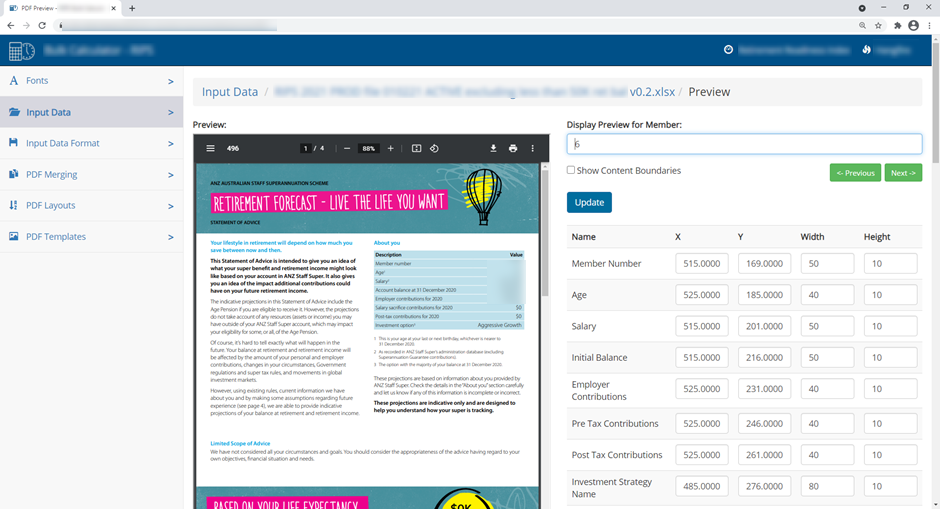 PDF Preview -
Fonts >
Input Data >
Input Data Format >
PDF Merging >
PDF Layouts >
PDF Templates >
Input Data / v0.2.xlsx / Preview
Preview:
496
1 / 4
88%
ANZ AUSTRALIAN STAFF SUPERANNUATION SCHEME
RETIREMENT FORECAST - LIVE THE LIFE YOU WANT
STATEMENT OF ADVICE
Your lifestyle in retirement will depend on how much you
save between now and then.
This Statement of Advice is intended to give you an idea of
what your super benefit and retirement income might look
like based on your account in ANZ Staff Super. It also gives
you an idea of the impact additional contributions could
have on your future retirement income.
The indicative projections in this Statement of Advice include the
Age Pension if you are eligible to receive it. However, the projections
do not take account of any resources (assets or income) you may
have outside of your ANZ Staff Super account, which may impact
your eligibility for some, or all, of the Age Pension.
Of course, it's hard to tell exactly what will happen in the
future. Your balance at retirement and retirement income will
be affected by the amount of your personal and employer
contributions, changes in your circumstances, Government
regulations and super tax rules, and movements in global
investment markets.
However, using existing rules, current information we have
about you and by making some assumptions regarding future
experience (see page 4), we are able to provide indicative
projections of your balance at retirement and retirement income.
About you
Description Value
Member number
Age¹
Salary²
Account balance at 31 December 2020
Employer contributions for 2020
Salary sacrifice contributions for 2020 $0
Post-tax contributions for 2020 $0
Investment option³ Aggressive Growth
1 This is your age at your last or next birthday, whichever is nearer to
31 December 2020.
2 As recorded in ANZ Staff Super's administration database (excluding
Superannuation Guarantee contributions)
3 The option with the majority of your balance at 31 December 2020.
These projections are based on information about you provided by
ANZ Staff Super. Check the details in the "About you" section carefully
and let us know if any of this information is incomplete or incorrect.
These projections are indicative only and are designed to
help you understand how your super is tracking.
Limited Scope of Advice
We have not considered all your circumstances and goals. You should consider the appropriateness of the advice having regard to your
own objectives, financial situation and needs.
BASED ON YOUR LIFE EXPECTANCY
$0K
Display Preview for Member:
6
Show Content Boundaries
<- Previous
Next ->
Update
Name X Y Width Height
Member Number 515.0000 169.0000 50 10
Age 525.0000 185.0000 40 10
Salary 515.0000 201.0000 50 10
Initial Balance 515.0000 216.0000 50 10
Employer
Contributions 525.0000 231.0000 40 10
Pre Tax Contributions 525.0000 246.0000 40 10
Post Tax Contributions 525.0000 261.0000 40 10
Investment Strategy
Name 485.0000 276.0000 80 10